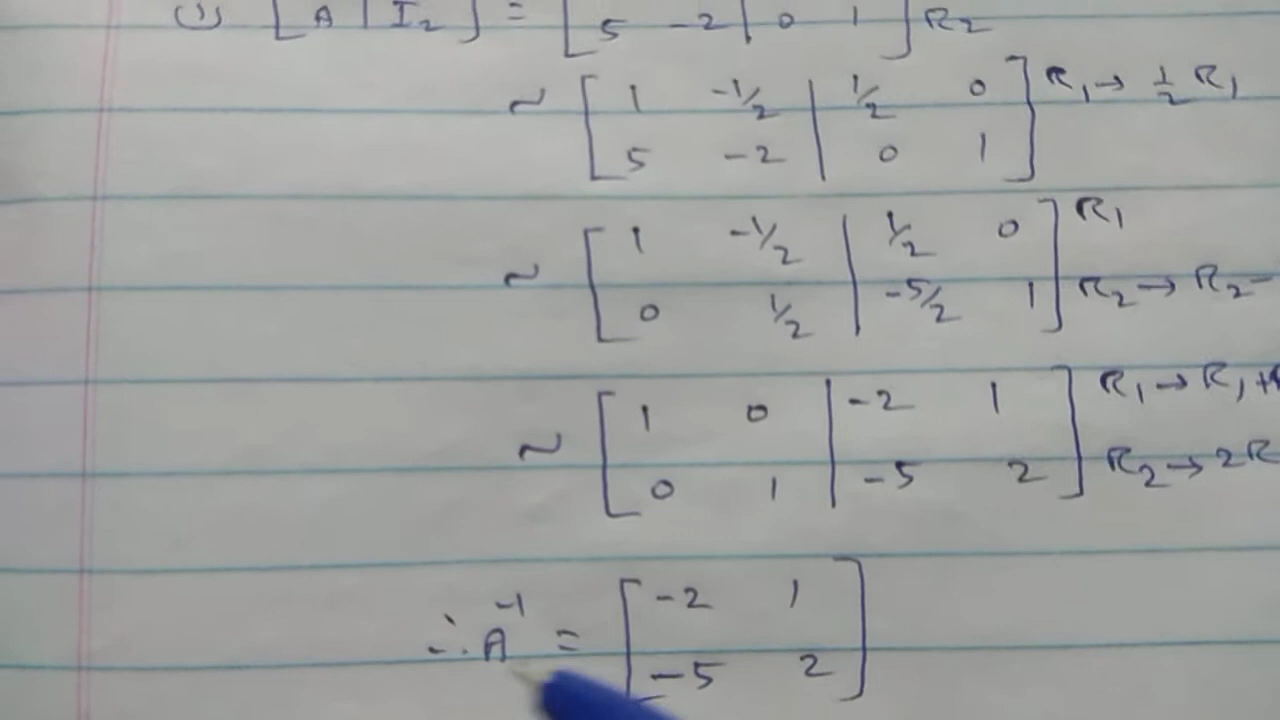 (1) [A | I₂] = [5 -2 | 0 1] R₂
~ [1 -1/2 | 1/2 0] R₁ → 1/2 R₁
[5 -2 | 0 1]
~ [1 -1/2 | 1/2 0] R₁
[0 1/2 | -5/2 1] R₂ → R₂ -
~ [1 0 | -2 1] R₁ → R₁ +
[0 1 | -5 2] R₂ → 2R
∴ A⁻¹ = [-2 1]
[-5 2]